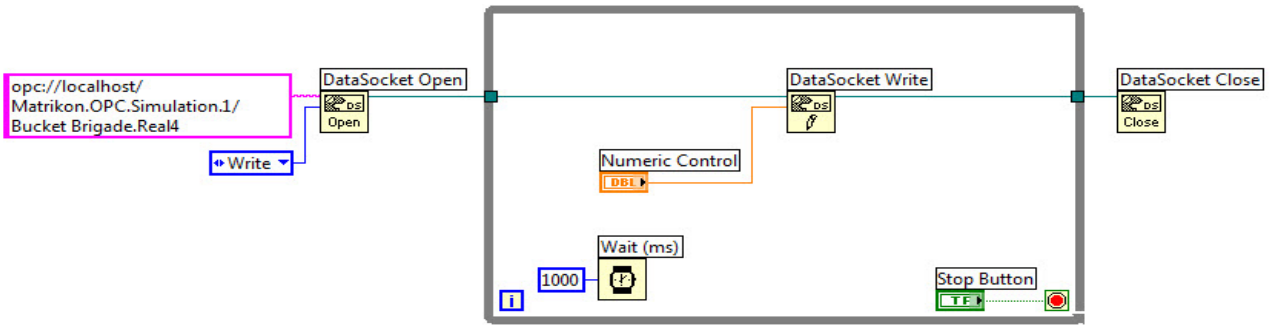 opc://localhost/
Matrikon.OPC.Simulation.1/
Bucket Brigade.Real4
DataSocket Open
DS
Open
Write
DataSocket Write
DS
Numeric Control
DBL
Wait (ms)
1000
i
Stop Button
TF
DataSocket Close
DS
Close